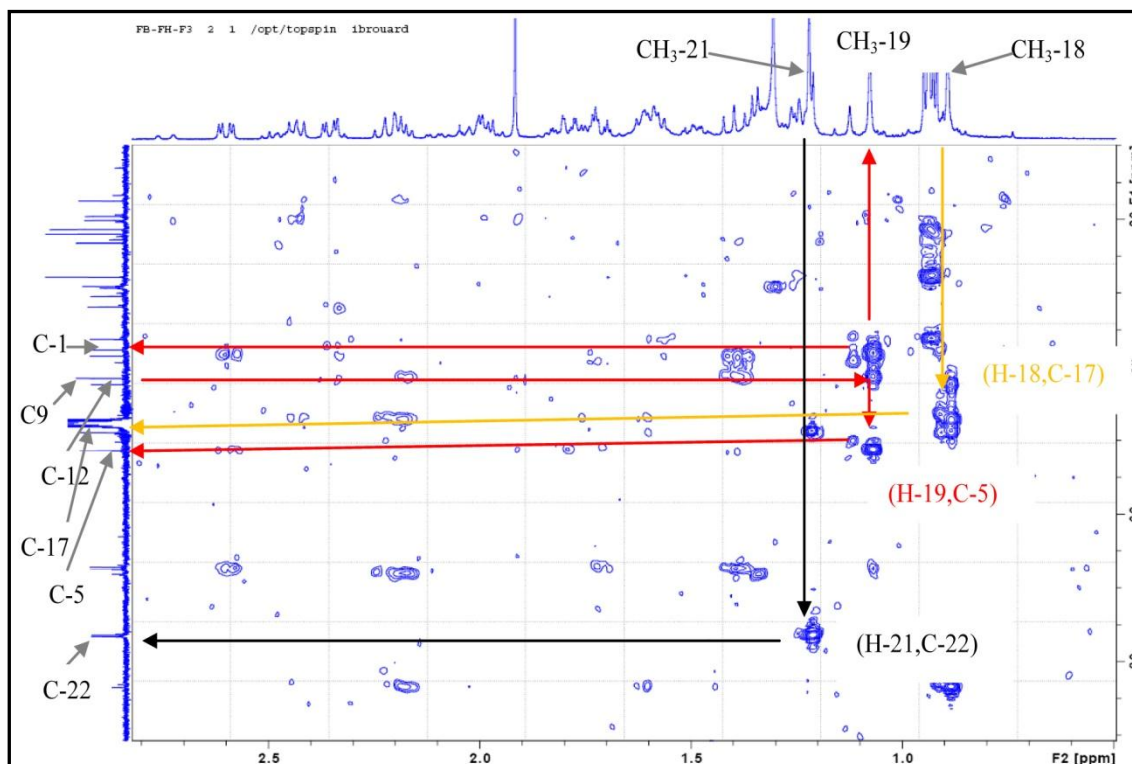 FB-FH-F3 2 1 /opt/topspin ibrouard
CH₃-21
CH₃-19
CH₃-18
C-1
C9
C-12
C-17
C-5
C-22
(H-18,C-17)
(H-19,C-5)
(H-21,C-22)
2.5 2.0 1.5 1.0 F2 [ppm]